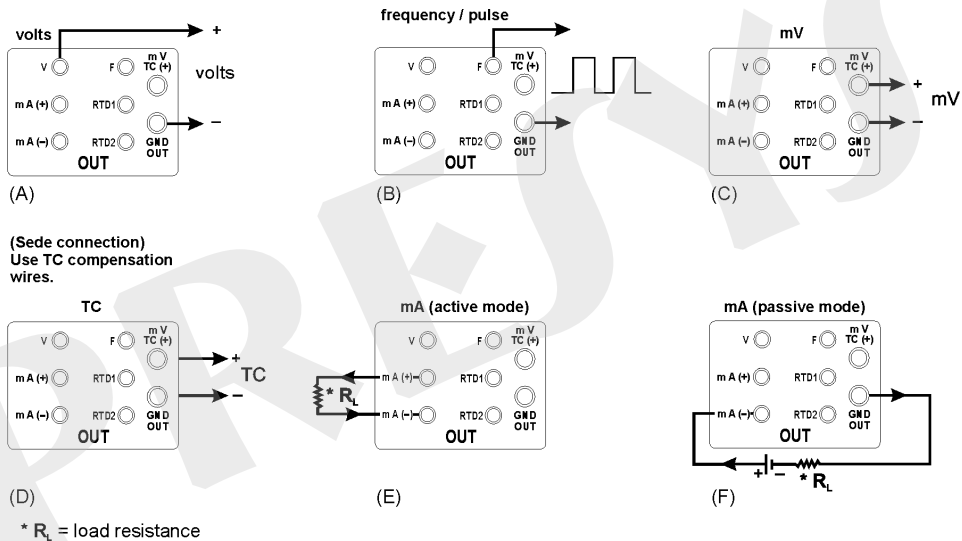 volts
+
V
F
mV
TC (+)
volts
mA (+)
RTD1
–
mA (–)
RTD2
GND
OUT
OUT
(A)
frequency / pulse
V
F
mV
TC (+)
mA (+)
RTD1
mA (–)
RTD2
GND
OUT
OUT
(B)
mV
V
F
mV
TC (+)
+
mV
mA (+)
RTD1
–
mA (–)
RTD2
GND
OUT
OUT
(C)
(Sede connection)
Use TC compensation
wires.
TC
V
F
mV
TC (+)
+
TC
mA (+)
RTD1
–
mA (–)
RTD2
GND
OUT
OUT
(D)
mA (active mode)
V
F
mV
TC (+)
mA (+)
RTD1
* RL
mA (–)
RTD2
GND
OUT
OUT
(E)
mA (passive mode)
V
F
mV
TC (+)
mA (+)
RTD1
mA (–)
RTD2
GND
OUT
OUT
+ –
* RL
(F)
* RL = load resistance
PRESYS